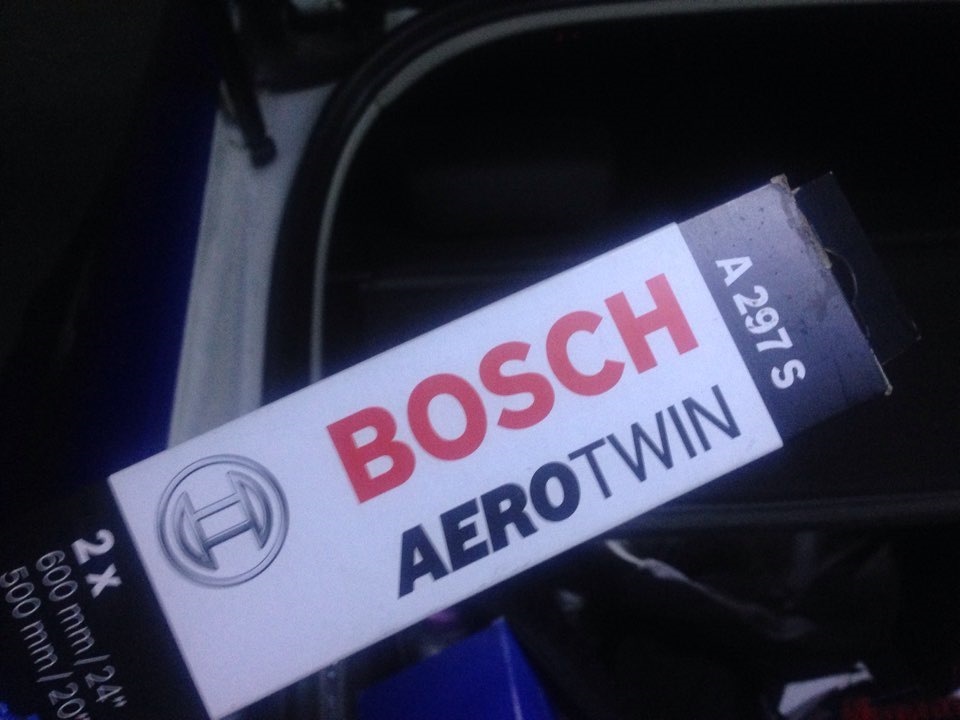 BOSCH
AEROTWIN
A 297 S
2 x
600 mm / 24"
500 mm / 20"